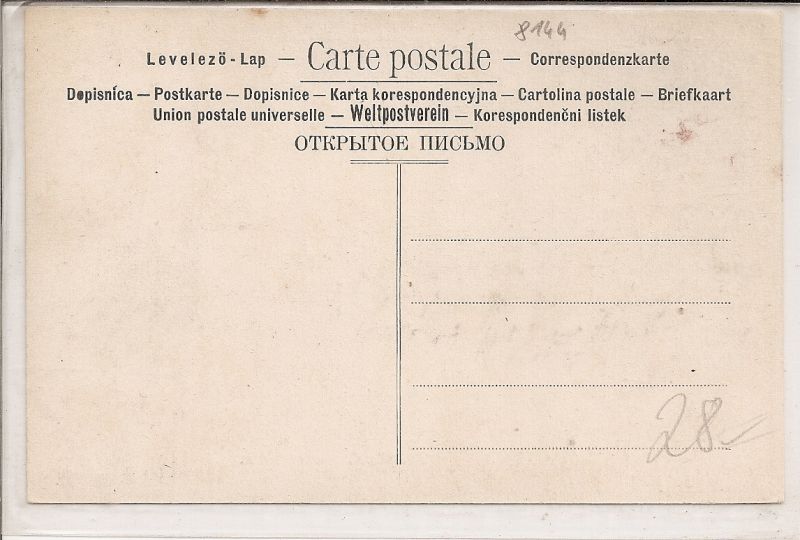 8144
Levelezö - Lap — Carte postale — Correspondenzkarte
Dopisníca — Postkarte — Dopisnice — Karta korespondencyjna — Cartolina postale — Briefkaart
Union postale universelle — Weltpostverein — Korespondenčni listek
ОТКРЫТОЕ ПИСЬМО
28-